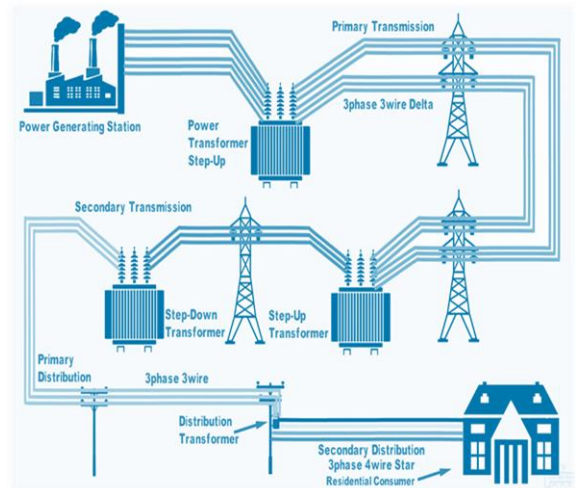 Primary Transmission
Power Generating Station
3phase 3wire Delta
Power
Transformer
Step-Up
Secondary Transmission
Step-Down
Transformer
Step-Up
Transformer
Primary
Distribution
3phase 3wire
Distribution
Transformer
Secondary Distribution
3phase 4wire Star
Residential Consumer